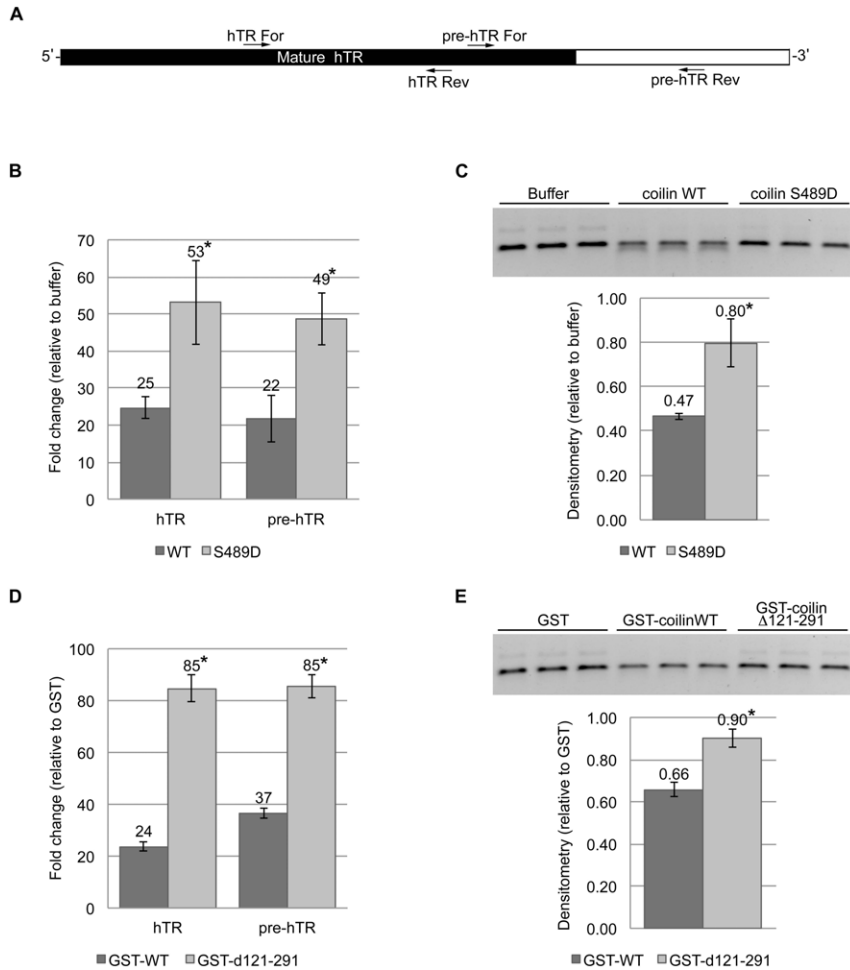 A
hTR For
pre-hTR For
5'-
Mature hTR
-3'
hTR Rev
pre-hTR Rev
B
Fold change (relative to buffer)
70
60
50
40
30
20
10
0
25
53*
22
49*
hTR
pre-hTR
WT
S489D
C
Buffer
coilin WT
coilin S489D
Densitometry (relative to buffer)
1.00
0.80
0.60
0.40
0.20
0.00
0.47
0.80*
WT
S489D
D
Fold change (relative to GST)
100
80
60
40
20
0
24
85*
37
85*
hTR
pre-hTR
GST-WT
GST-d121-291
E
GST
GST-coilinWT
GST-coilin
Δ121-291
Densitometry (relative to GST)
1.00
0.80
0.60
0.40
0.20
0.00
0.66
0.90*
GST-WT
GST-d121-291